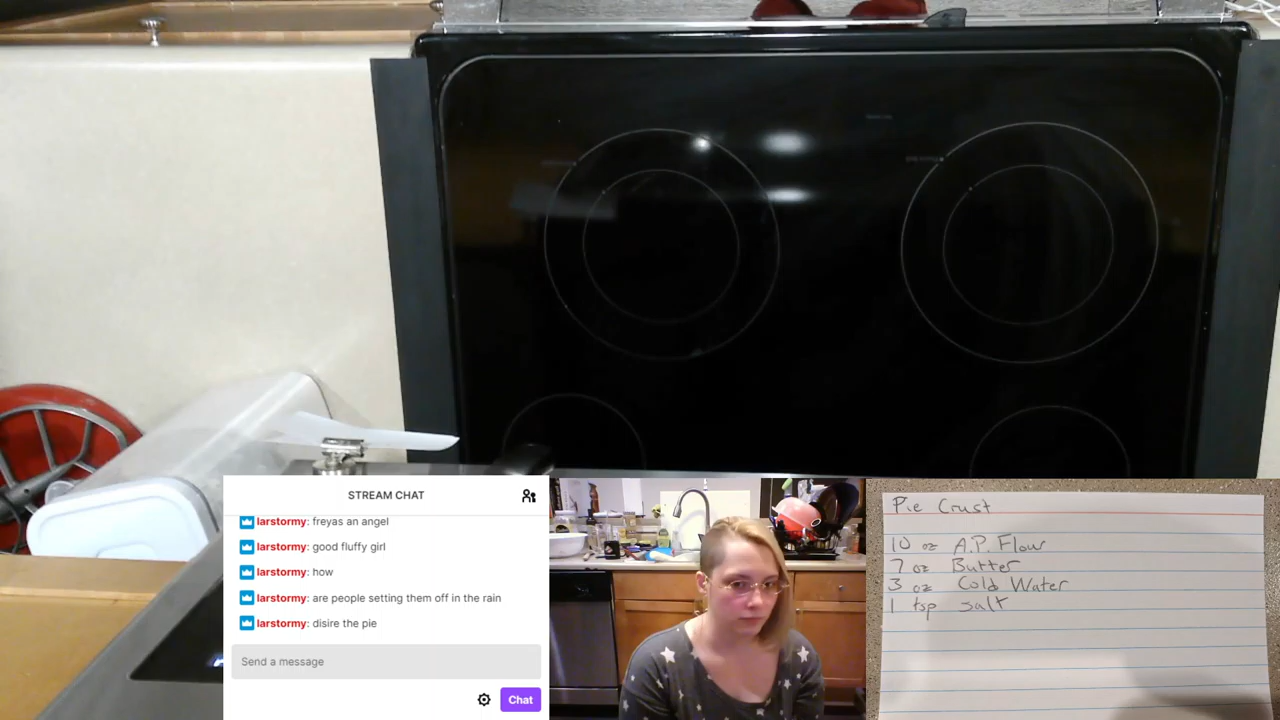 STREAM CHAT
larstormy: freyas an angel
larstormy: good fluffy girl
larstormy: how
larstormy: are people setting them off in the rain
larstormy: disire the pie
Send a message
Chat
Pie Crust
10 oz A.P. Flour
7 oz Butter
3 oz Cold Water
1 tsp salt